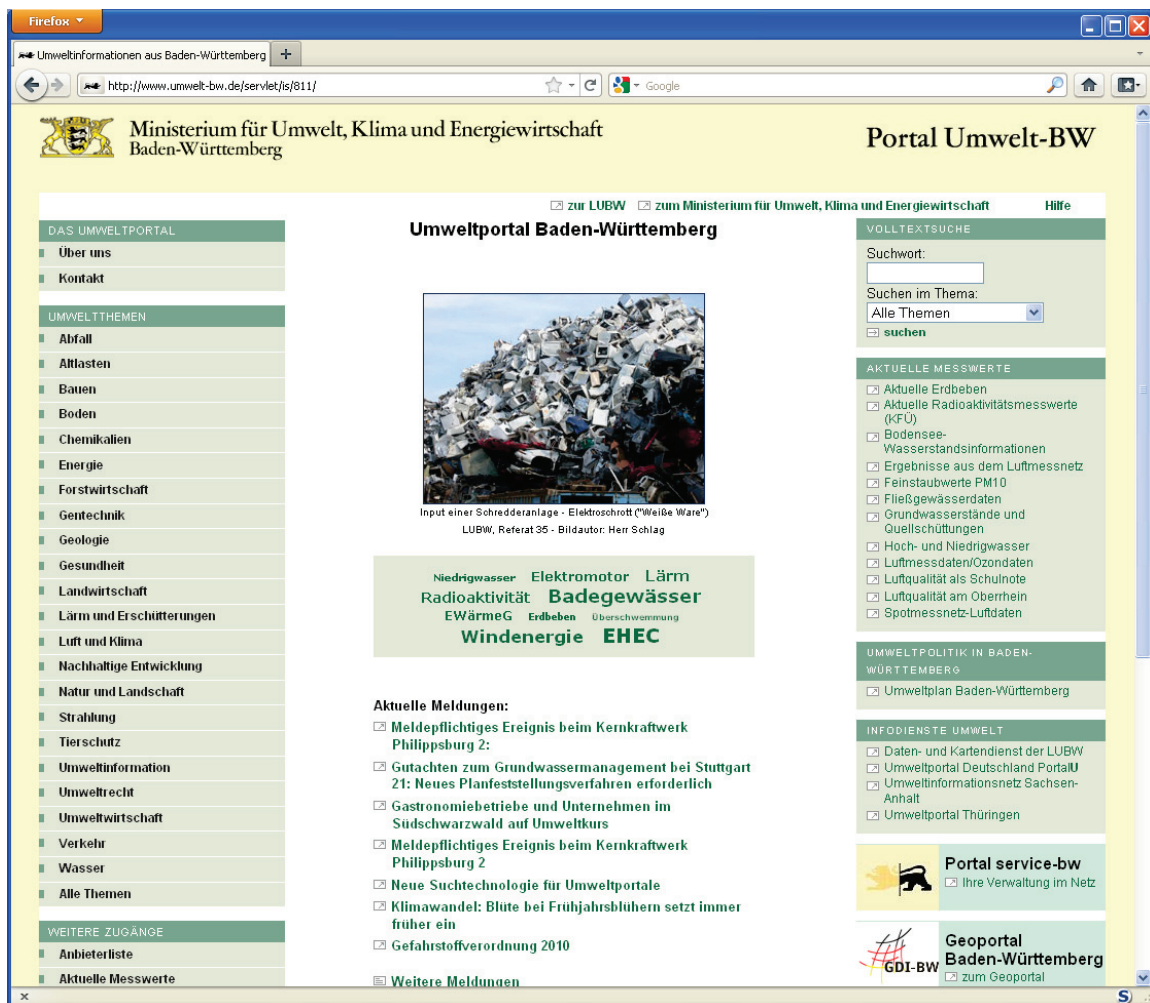 Firefox
Umweltinformationen aus Baden-Württemberg
http://www.umwelt-bw.de/servlet/is/811/
Google
Ministerium für Umwelt, Klima und Energiewirtschaft
Baden-Württemberg
Portal Umwelt-BW
zur LUBW zum Ministerium für Umwelt, Klima und Energiewirtschaft Hilfe
DAS UMWELTPORTAL
Über uns
Kontakt
UMWELTTHEMEN
Abfall
Altlasten
Bauen
Boden
Chemikalien
Energie
Forstwirtschaft
Gentechnik
Geologie
Gesundheit
Landwirtschaft
Lärm und Erschütterungen
Luft und Klima
Nachhaltige Entwicklung
Natur und Landschaft
Strahlung
Tierschutz
Umweltinformation
Umweltrecht
Umweltwirtschaft
Verkehr
Wasser
Alle Themen
WEITERE ZUGÄNGE
Anbieterliste
Aktuelle Messwerte
Umweltportal Baden-Württemberg
Input einer Schredderanlage - Elektroschrott ("Weiße Ware")
LUBW, Referat 35 - Bildautor: Herr Schlag
Niedrigwasser Elektromotor Lärm
Radioaktivität Badegewässer
EWärmeG Erdbeben Überschwemmung
Windenergie EHEC
Aktuelle Meldungen:
Meldepflichtiges Ereignis beim Kernkraftwerk
Philippsburg 2:
Gutachten zum Grundwassermanagement bei Stuttgart
21: Neues Planfeststellungsverfahren erforderlich
Gastronomiebetriebe und Unternehmen im
Südschwarzwald auf Umweltkurs
Meldepflichtiges Ereignis beim Kernkraftwerk
Philippsburg 2
Neue Suchtechnologie für Umweltportale
Klimawandel: Blüte bei Frühjahrsblühern setzt immer
früher ein
Gefahrstoffverordnung 2010
Weitere Meldungen
VOLLTEXTSUCHE
Suchwort:
Suchen im Thema:
Alle Themen
suchen
AKTUELLE MESSWERTE
Aktuelle Erdbeben
Aktuelle Radioaktivitätsmesswerte
(KFÜ)
Bodensee-
Wasserstandsinformationen
Ergebnisse aus dem Luftmessnetz
Feinstaubwerte PM10
Fließgewässerdaten
Grundwasserstände und
Quellschüttungen
Hoch- und Niedrigwasser
Luftmessdaten/Ozondaten
Luftqualität als Schulnote
Luftqualität am Oberrhein
Spotmessnetz-Luftdaten
UMWELTPOLITIK IN BADEN-
WÜRTTEMBERG
Umweltplan Baden-Württemberg
INFODIENSTE UMWELT
Daten- und Kartendienst der LUBW
Umweltportal Deutschland PortalU
Umweltinformationsnetz Sachsen-
Anhalt
Umweltportal Thüringen
Portal service-bw
Ihre Verwaltung im Netz
GDI-BW
Geoportal
Baden-Württemberg
zum Geoportal